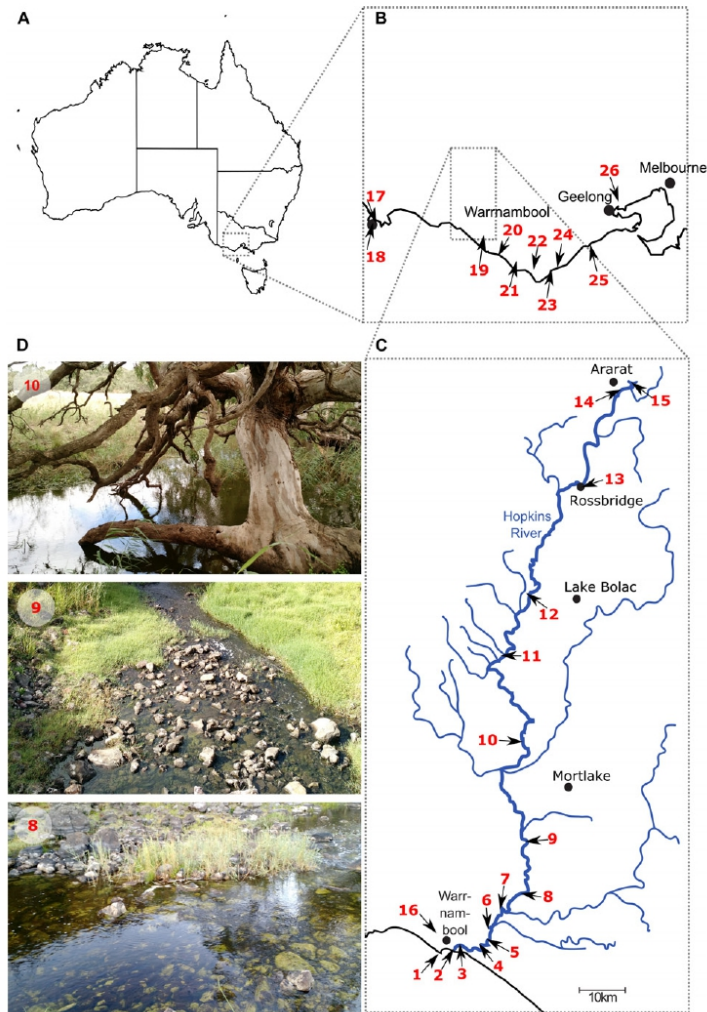 A
B
26
Melbourne
Geelong
17
Warnambool
20
24
22
18
19
21
23
25
D
C
10
Ararat
14
15
13
Rossbridge
Hopkins
River
Lake Bolac
12
9
11
10
Mortlake
9
8
7
8
Warr-
nam-
bool
6
16
5
1
2
3
4
10km